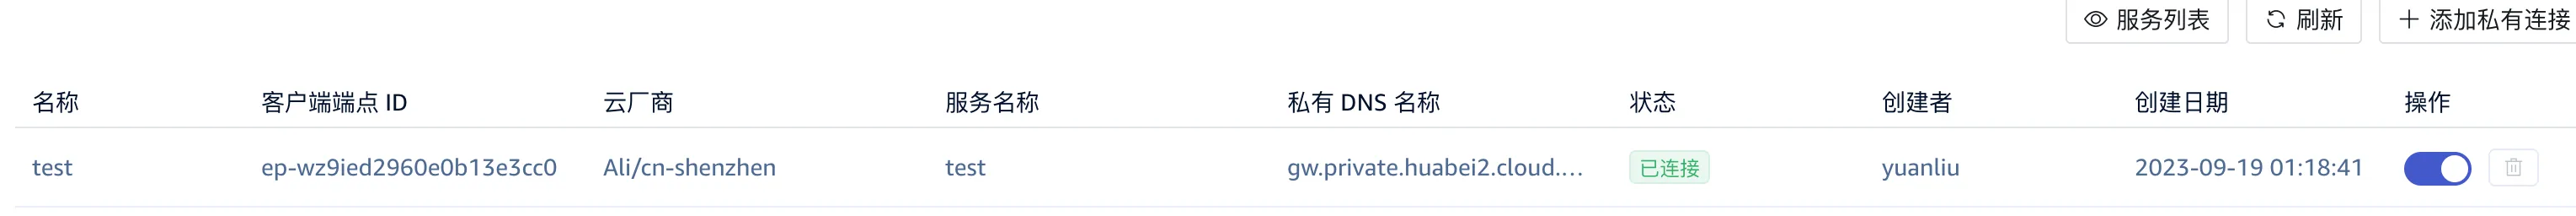 服务列表 刷新 添加私有连接
名称 客户端端点 ID 云厂商 服务名称 私有 DNS 名称 状态 创建者 创建日期 操作
test ep-wz9ied2960e0b13e3cc0 Ali/cn-shenzhen test gw.private.huabei2.cloud.... 已连接 yuanliu 2023-09-19 01:18:41